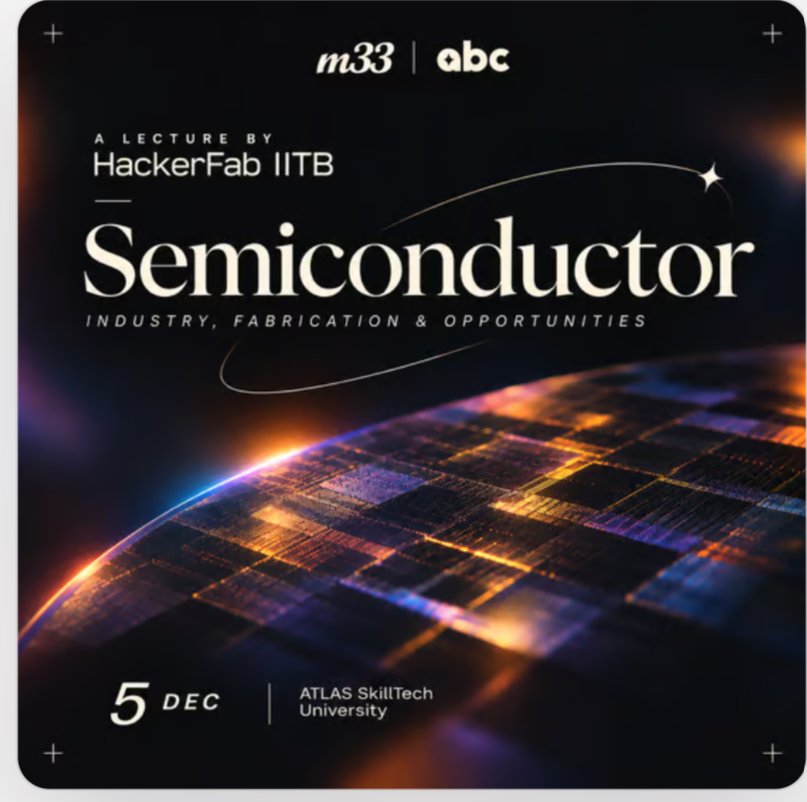 m33 | abc
A LECTURE BY
HackerFab IITB
Semiconductor
INDUSTRY, FABRICATION & OPPORTUNITIES
5 DEC
ATLAS SkillTech
University